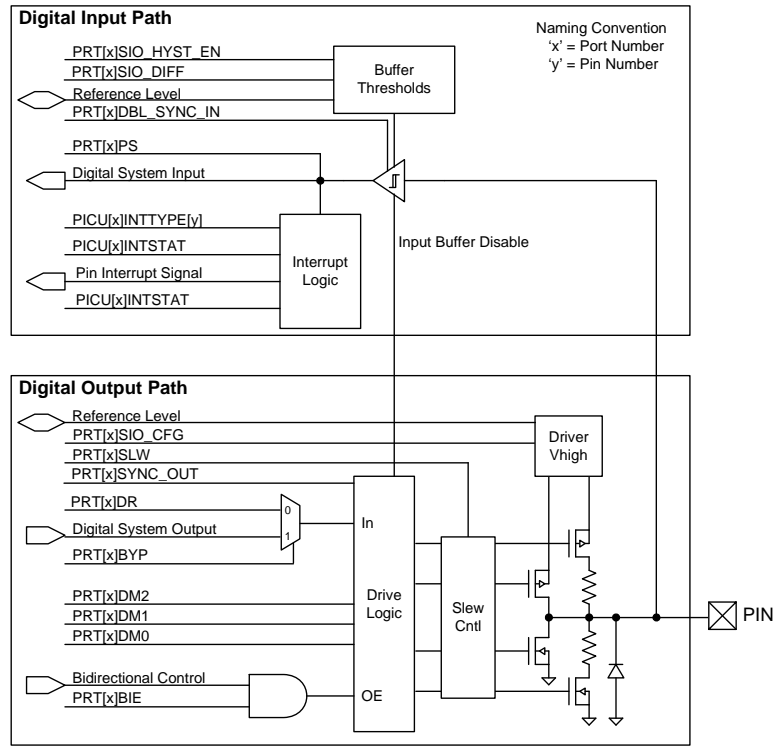 Digital Input Path
Naming Convention
'x' = Port Number
'y' = Pin Number
PRT[x]SIO_HYST_EN
PRT[x]SIO_DIFF
Reference Level
PRT[x]DBL_SYNC_IN
Buffer
Thresholds
PRT[x]PS
Digital System Input
PICU[x]INTTYPE[y]
PICU[x]INTSTAT
Pin Interrupt Signal
PICU[x]INTSTAT
Interrupt
Logic
Input Buffer Disable
Digital Output Path
Reference Level
PRT[x]SIO_CFG
PRT[x]SLW
PRT[x]SYNC_OUT
Driver
Vhigh
PRT[x]DR
Digital System Output
PRT[x]BYP
0
1
In
PRT[x]DM2
PRT[x]DM1
PRT[x]DM0
Drive
Logic
Slew
Cntl
PIN
Bidirectional Control
PRT[x]BIE
OE